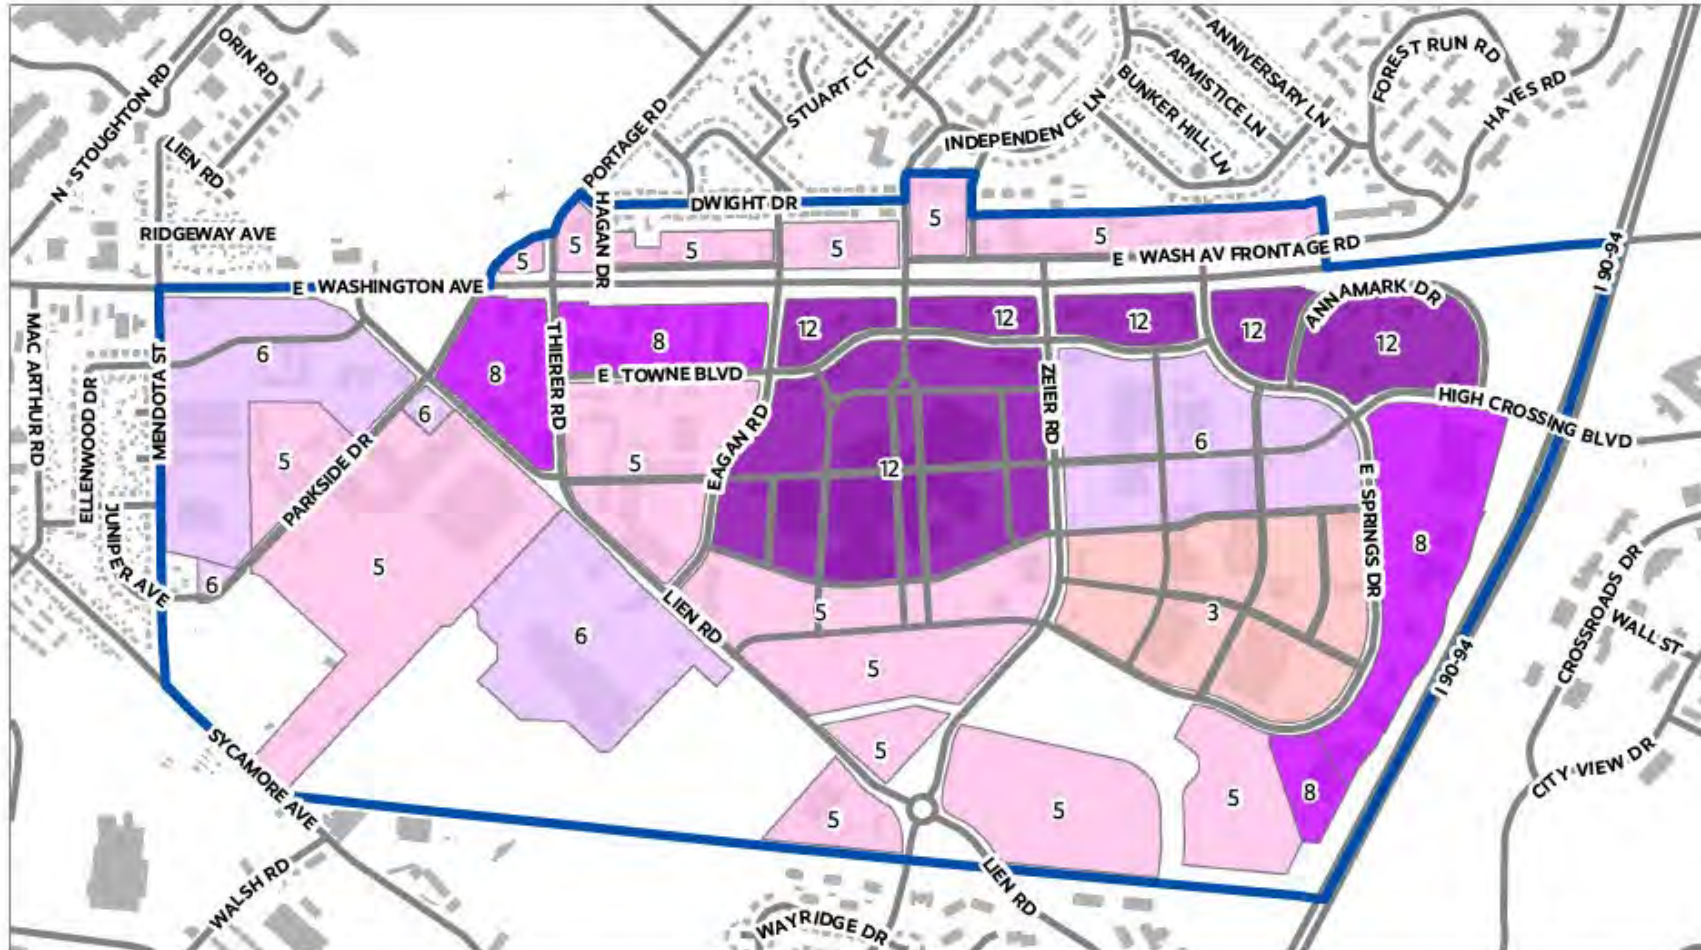 ORIN RD
N STOUGHTON RD
LIEN RD
RIDGEWAY AVE
PORTAGE RD
STUART CT
INDEPENDENCE LN
ANNIVERSARY LN
ARMISTICE LN
BUNKER HILL LN
FOREST RUN RD
HAYES RD
HAGAN DR
DWIGHT DR
5
5
5
5
5
5
E WASH AV FRONTAGE RD
I 90-94
E WASHINGTON AVE
ANNAMARK DR
MAC ARTHUR RD
MENDOTA ST
6
THIERER RD
8
8
12
12
12
12
12
E TOWNE BLVD
ZEIER RD
HIGH CROSSING BLVD
ELLENWOOD DR
6
EAGAN RD
6
5
PARKSIDE DR
5
12
E SPRINGS DR
JUNIPER AVE
8
CROSSROADS DR
5
6
LIEN RD
5
3
WALL ST
6
5
I 90-94
SYCAMORE AVE
5
CITY VIEW DR
5
5
5
8
WALSH RD
LIEN RD
WAYRIDGE DR